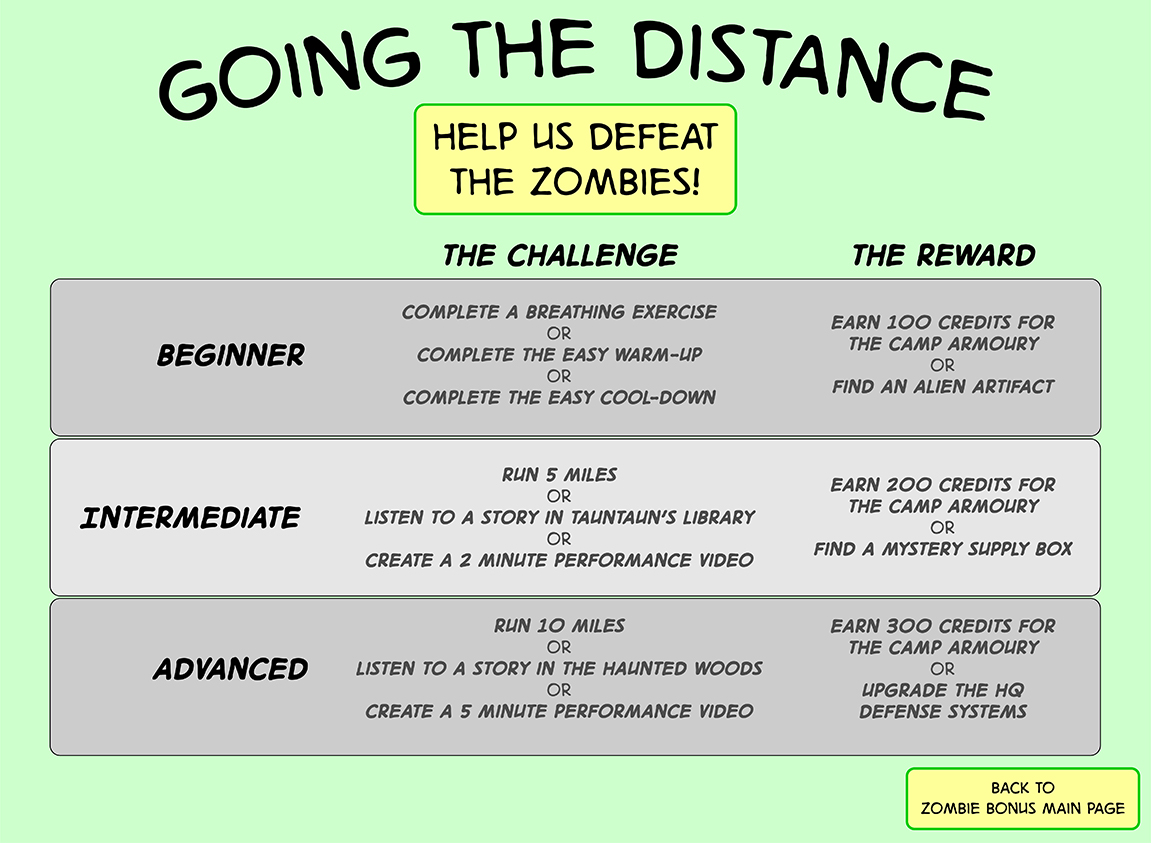 GOING THE DISTANCE
HELP US DEFEAT
THE ZOMBIES!
THE CHALLENGE
THE REWARD
BEGINNER
COMPLETE A BREATHING EXERCISE
OR
COMPLETE THE EASY WARM-UP
OR
COMPLETE THE EASY COOL-DOWN
EARN 100 CREDITS FOR
THE CAMP ARMOURY
OR
FIND AN ALIEN ARTIFACT
INTERMEDIATE
RUN 5 MILES
OR
LISTEN TO A STORY IN TAUNTAUN'S LIBRARY
OR
CREATE A 2 MINUTE PERFORMANCE VIDEO
EARN 200 CREDITS FOR
THE CAMP ARMOURY
OR
FIND A MYSTERY SUPPLY BOX
ADVANCED
RUN 10 MILES
OR
LISTEN TO A STORY IN THE HAUNTED WOODS
OR
CREATE A 5 MINUTE PERFORMANCE VIDEO
EARN 300 CREDITS FOR
THE CAMP ARMOURY
OR
UPGRADE THE HQ
DEFENSE SYSTEMS
BACK TO
ZOMBIE BONUS MAIN PAGE